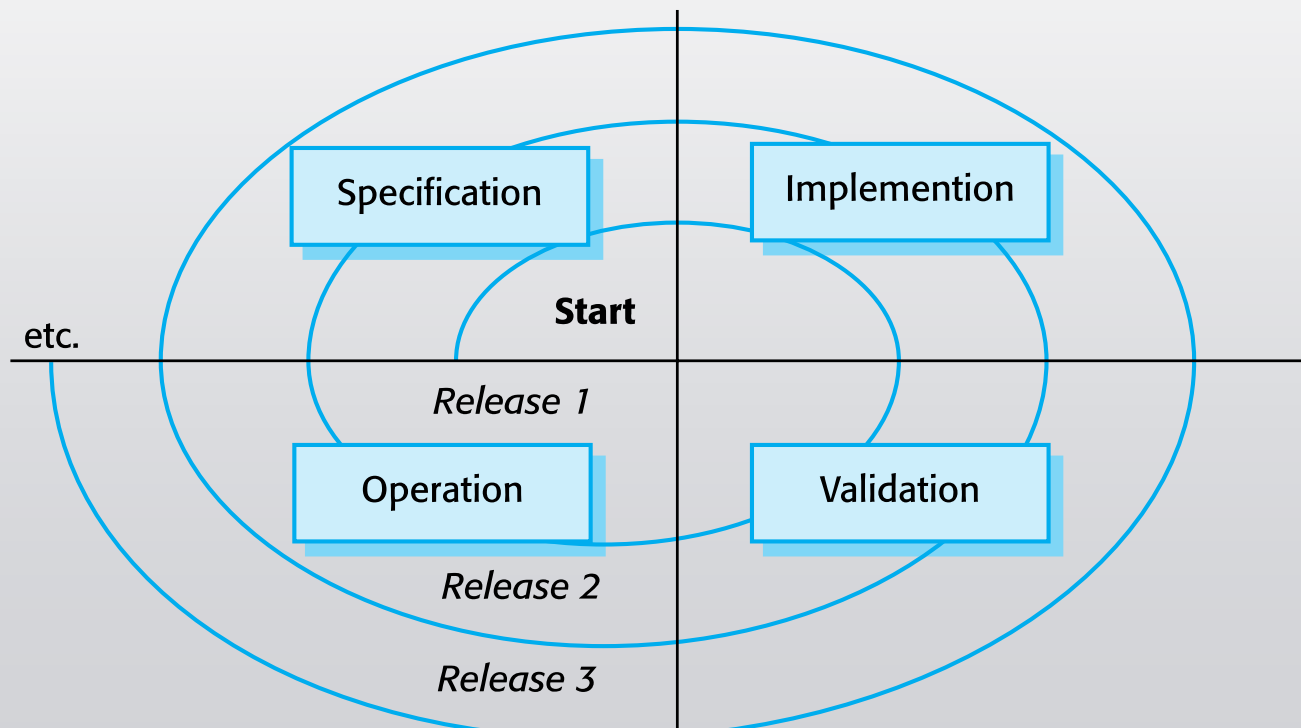 Specification
Implemention
Start
etc.
Release 1
Operation
Validation
Release 2
Release 3